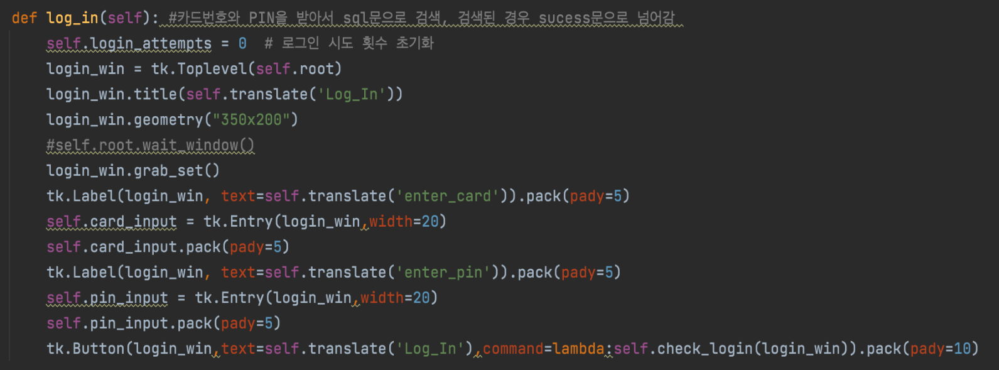 def log_in(self): #카드번호와 PIN을 받아서 sql문으로 검색, 검색된 경우 sucess문으로 넘어감
self.login_attempts = 0  # 로그인 시도 횟수 초기화
login_win = tk.Toplevel(self.root)
login_win.title(self.translate('Log_In'))
login_win.geometry("350x200")
#self.root.wait_window()
login_win.grab_set()
tk.Label(login_win, text=self.translate('enter_card')).pack(pady=5)
self.card_input = tk.Entry(login_win,width=20)
self.card_input.pack(pady=5)
tk.Label(login_win, text=self.translate('enter_pin')).pack(pady=5)
self.pin_input = tk.Entry(login_win,width=20)
self.pin_input.pack(pady=5)
tk.Button(login_win,text=self.translate('Log_In'),command=lambda:self.check_login(login_win)).pack(pady=10)